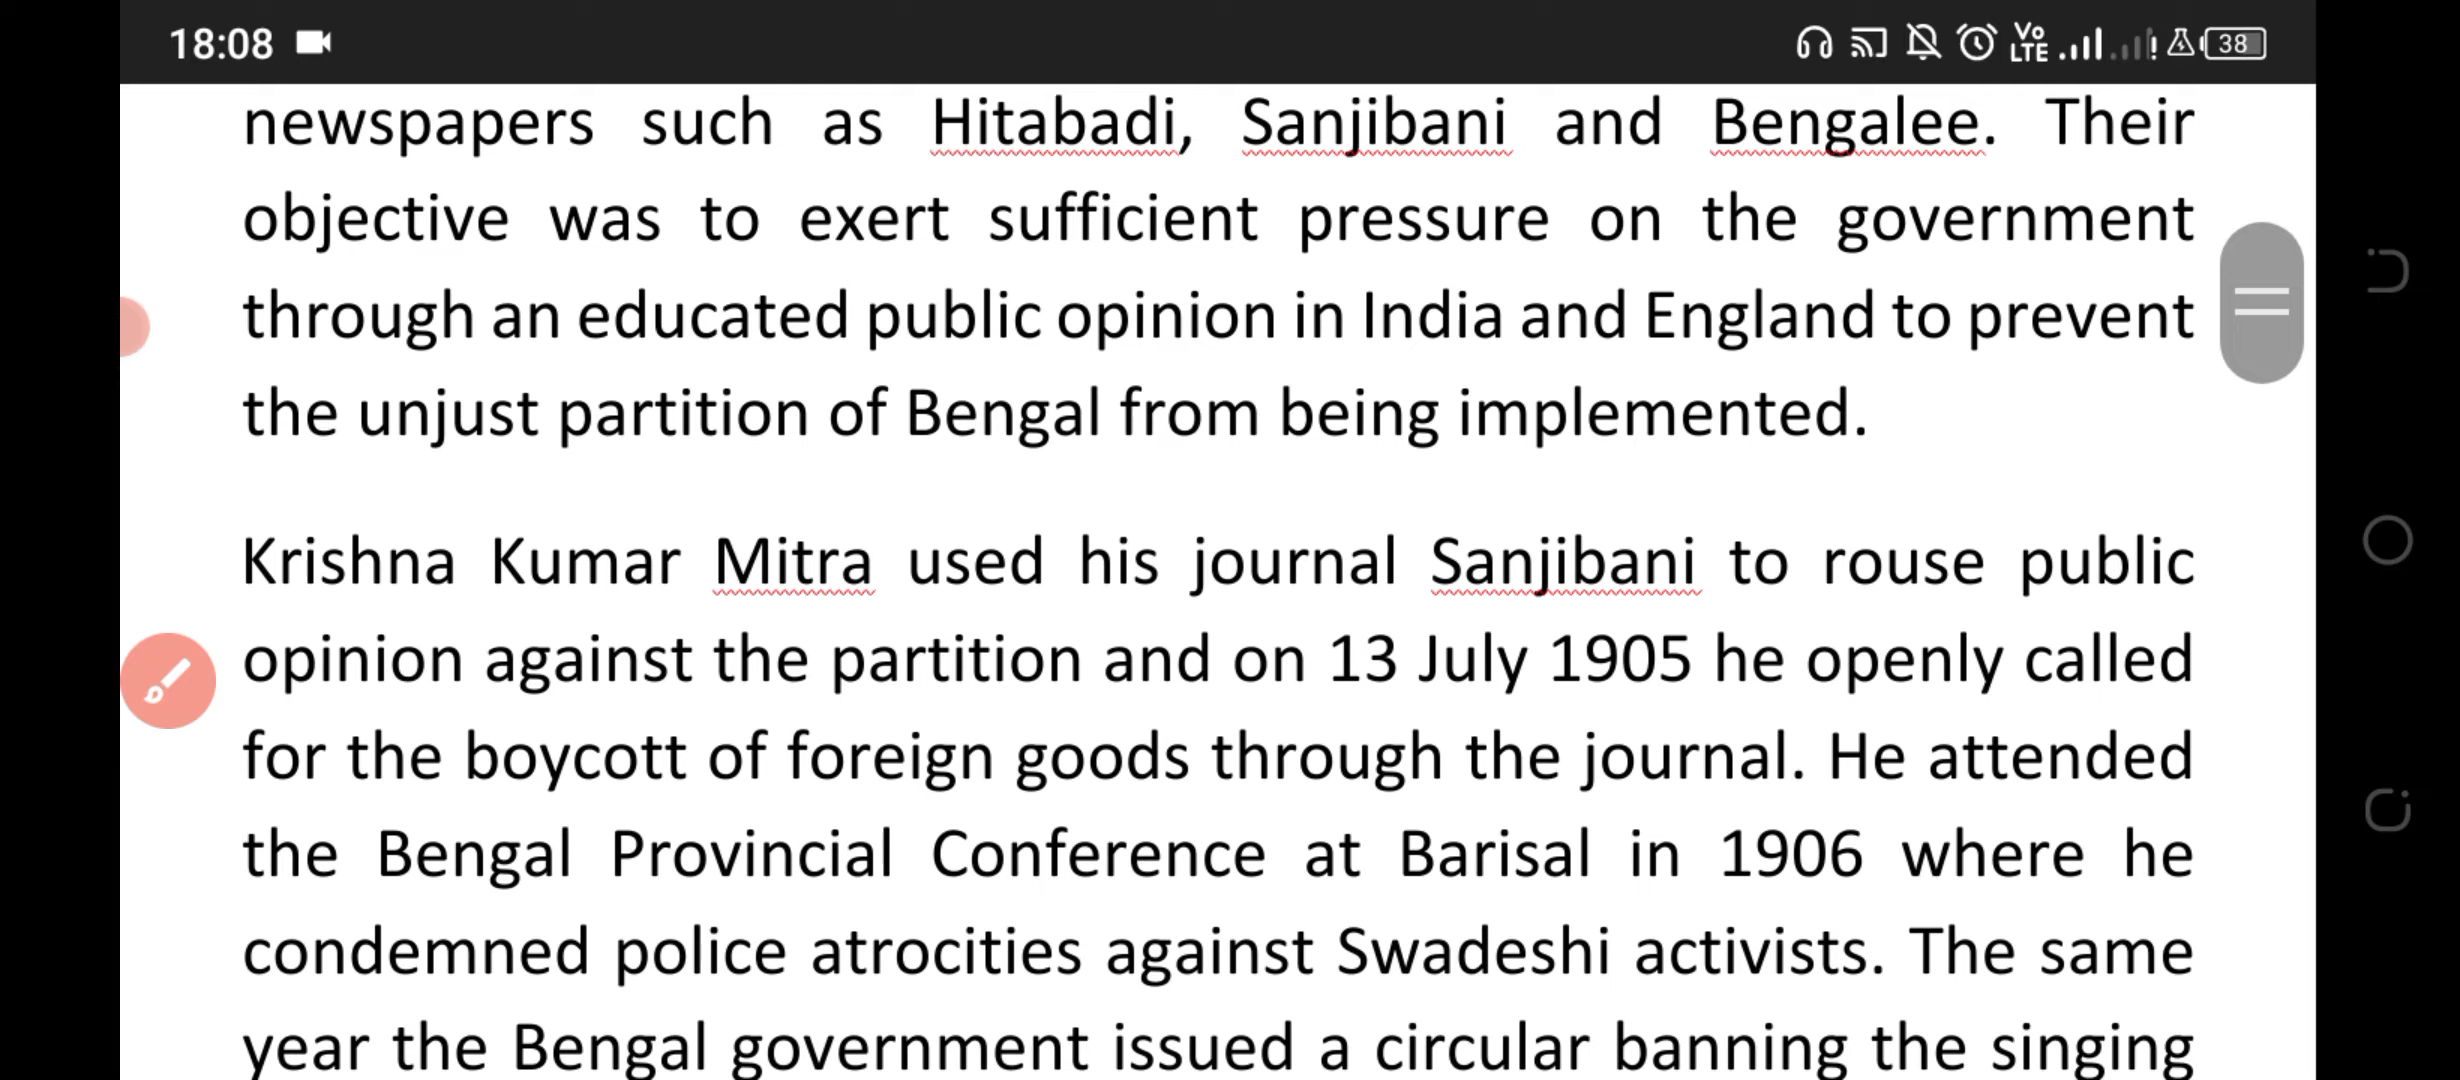 18:08
Vo
LTE
38
newspapers such as Hitabadi, Sanjibani and Bengalee. Their
objective was to exert sufficient pressure on the government
through an educated public opinion in India and England to prevent
the unjust partition of Bengal from being implemented.
Krishna Kumar Mitra used his journal Sanjibani to rouse public
opinion against the partition and on 13 July 1905 he openly called
for the boycott of foreign goods through the journal. He attended
the Bengal Provincial Conference at Barisal in 1906 where he
condemned police atrocities against Swadeshi activists. The same
year the Bengal government issued a circular banning the singing